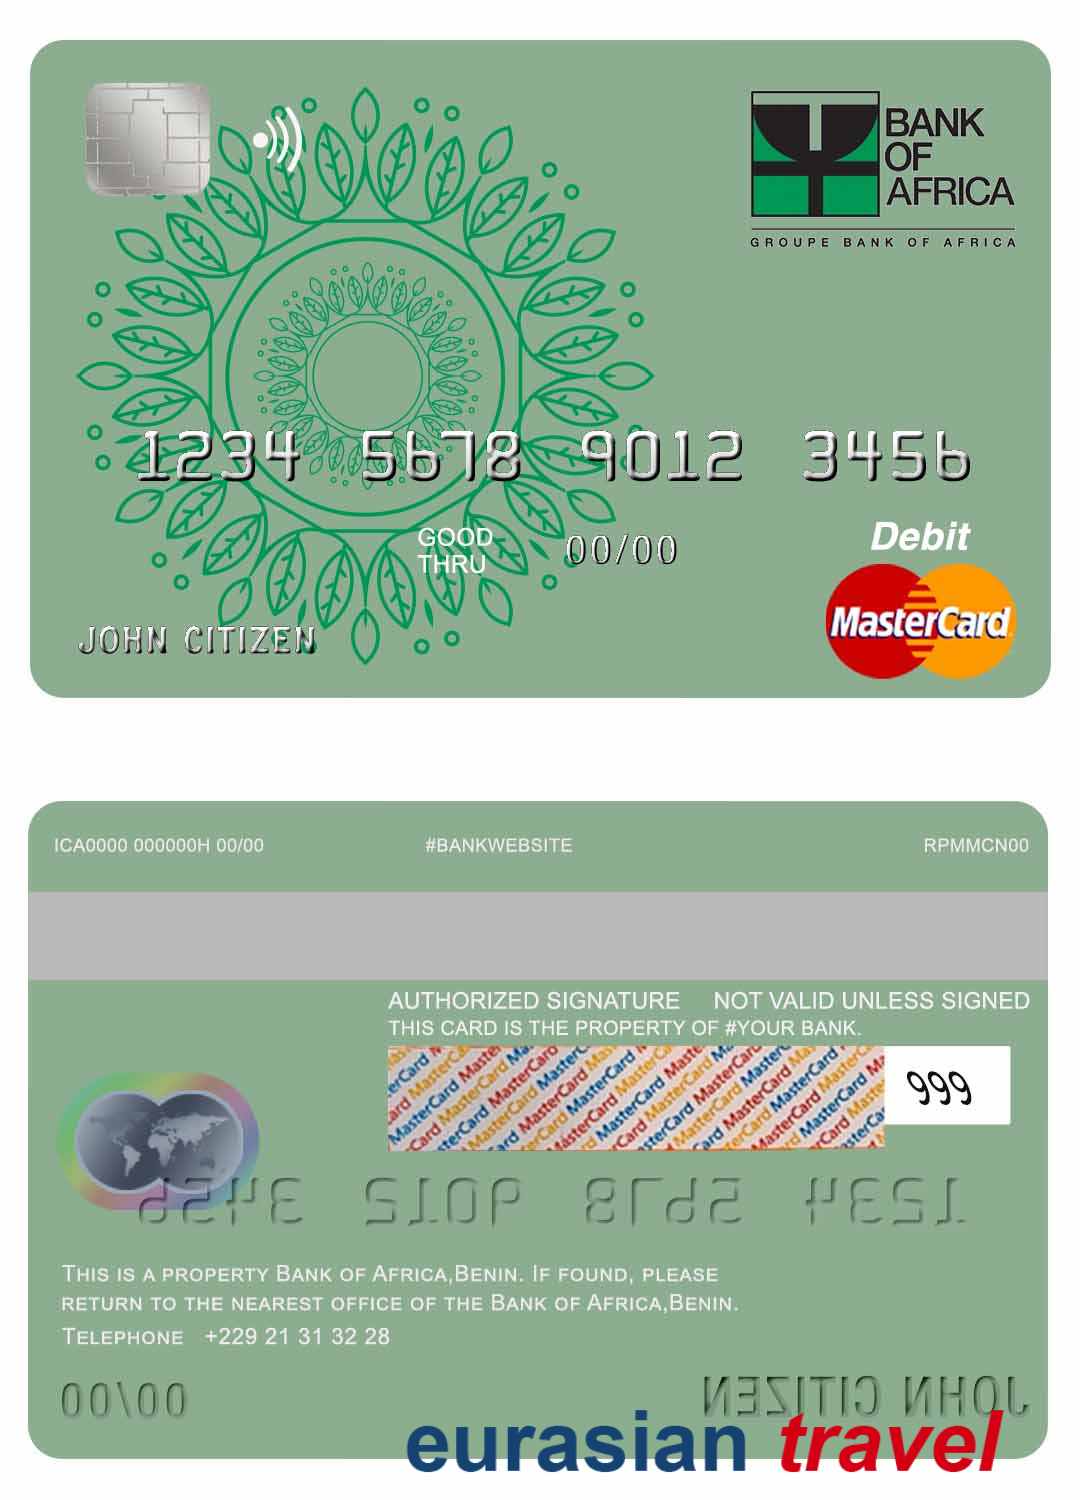 BANK
OF
AFRICA
GROUPE BANK OF AFRICA
1234 5678 9012 3456
GOOD
THRU
00/00
Debit
MasterCard
JOHN CITIZEN
ICA0000 000000H 00/00 #BANKWEBSITE RPMMCN00
AUTHORIZED SIGNATURE NOT VALID UNLESS SIGNED
THIS CARD IS THE PROPERTY OF #YOUR BANK.
MasterCard MasterCard MasterCard MasterCard
999
3456 9012 5678 1234
THIS IS A PROPERTY BANK OF AFRICA,BENIN. IF FOUND, PLEASE
RETURN TO THE NEAREST OFFICE OF THE BANK OF AFRICA,BENIN.
TELEPHONE +229 21 31 32 28
00/00 JOHN CITIZEN
eurasian travel